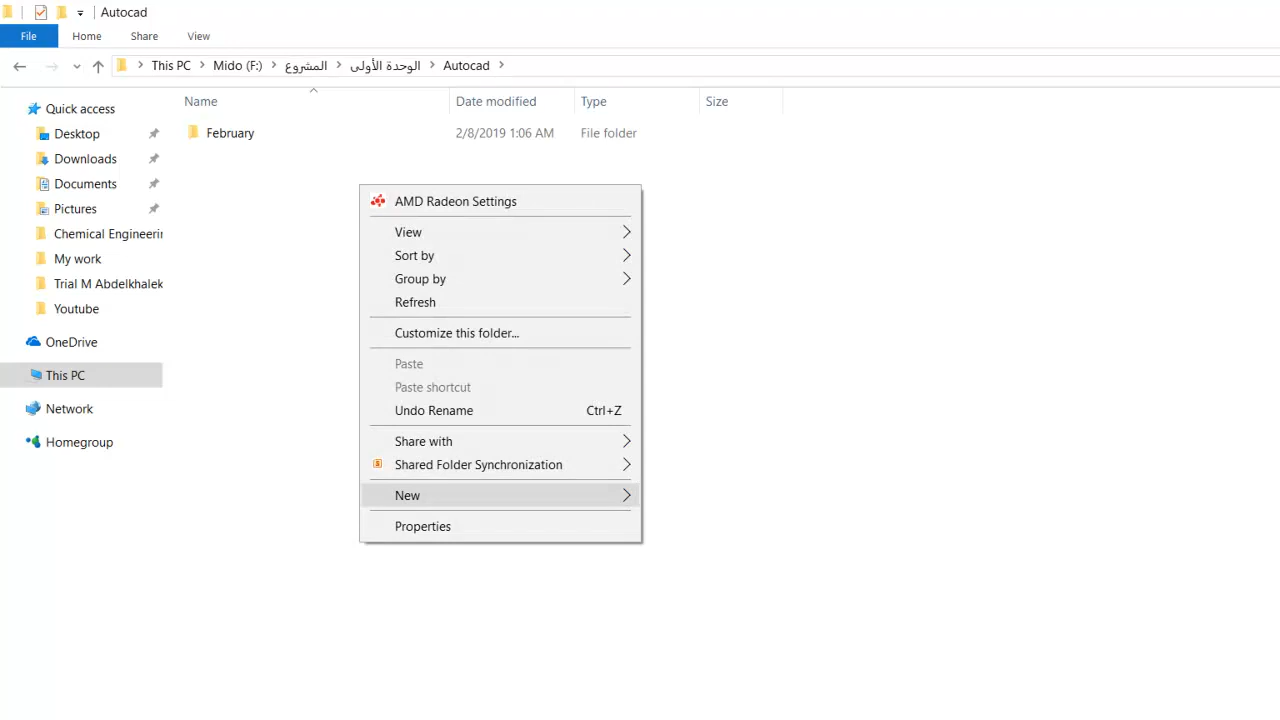 Autocad
File Home Share View
This PC Mido (F:) المشروع الوحدة الأولى Autocad
Name Date modified Type Size
Quick access
February 2/8/2019 1:06 AM File folder
Desktop
Downloads
Documents
Pictures
Chemical Engineerin
My work
Trial M Abdelkhalek
Youtube
OneDrive
This PC
Network
Homegroup
AMD Radeon Settings
View
Sort by
Group by
Refresh
Customize this folder...
Paste
Paste shortcut
Undo Rename Ctrl+Z
Share with
S Shared Folder Synchronization
New
Properties